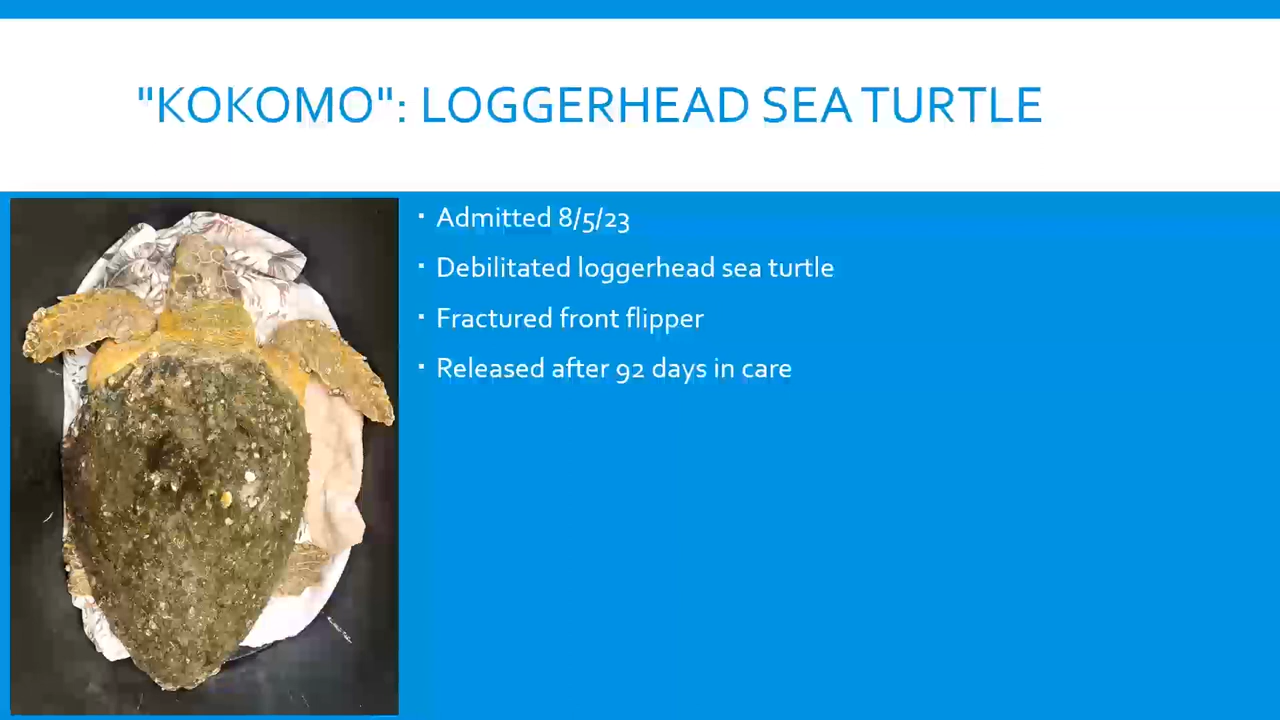 "KOKOMO": LOGGERHEAD SEA TURTLE
▪ Admitted 8/5/23
▪ Debilitated loggerhead sea turtle
▪ Fractured front flipper
▪ Released after 92 days in care